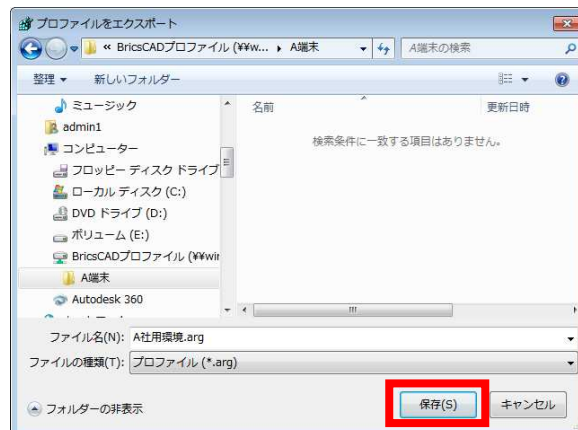 プロファイルをエクスポート
« BricsCADプロファイル (¥¥w... ▸ A端末
A端末の検索
整理 ▼ 新しいフォルダー
名前 更新日時
検索条件に一致する項目はありません。
ミュージック
admin1
コンピューター
フロッピー ディスク ドライブ
ローカル ディスク (C:)
DVD ドライブ (D:)
ボリューム (E:)
BricsCADプロファイル (¥¥wir
A端末
Autodesk 360
ファイル名(N): A社用環境.arg
ファイルの種類(T): プロファイル (*.arg)
フォルダーの非表示
保存(S) キャンセル